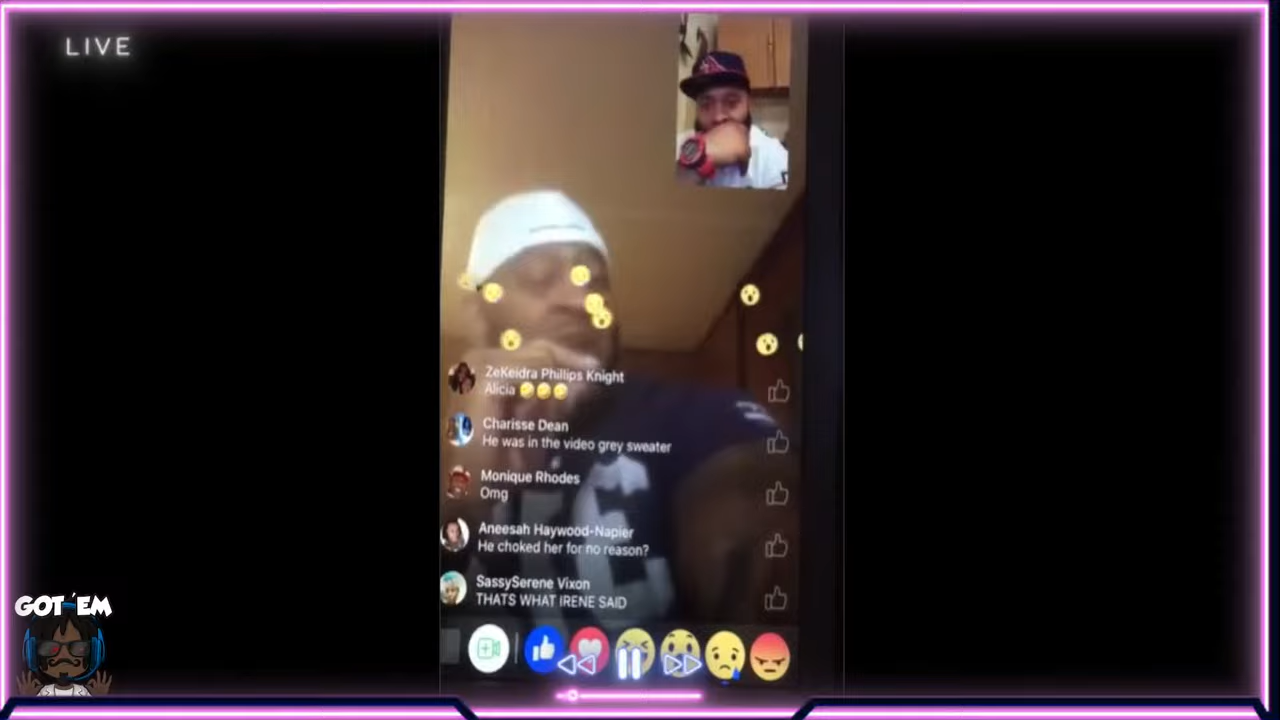 LIVE
ZeKeidra Phillips Knight
Alicia
Charisse Dean
He was in the video grey sweater
Monique Rhodes
Omg
Aneesah Haywood-Napier
He choked her for no reason?
SassySerene Vixon
THATS WHAT IRENE SAID
GOT 'EM